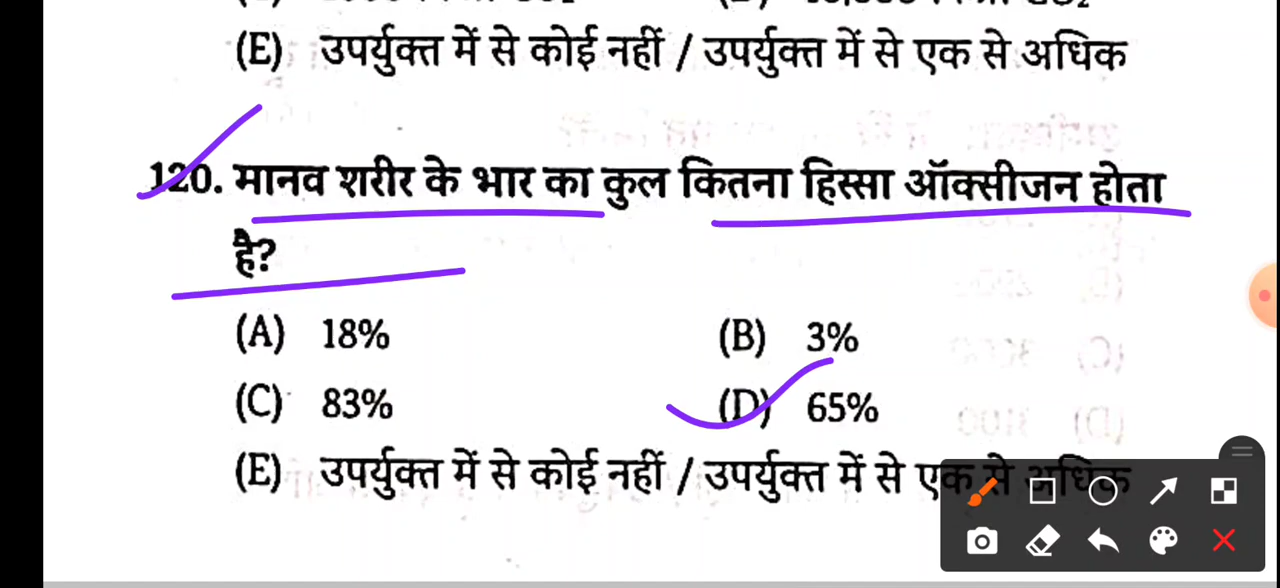 (E) उपर्युक्त में से कोई नहीं / उपर्युक्त में से एक से अधिक
120. मानव शरीर के भार का कुल कितना हिस्सा ऑक्सीजन होता
है?
(A) 18%
(B) 3%
(C) 83%
(D) 65%
(E) उपर्युक्त में से कोई नहीं / उपर्युक्त में से एक से अधिक